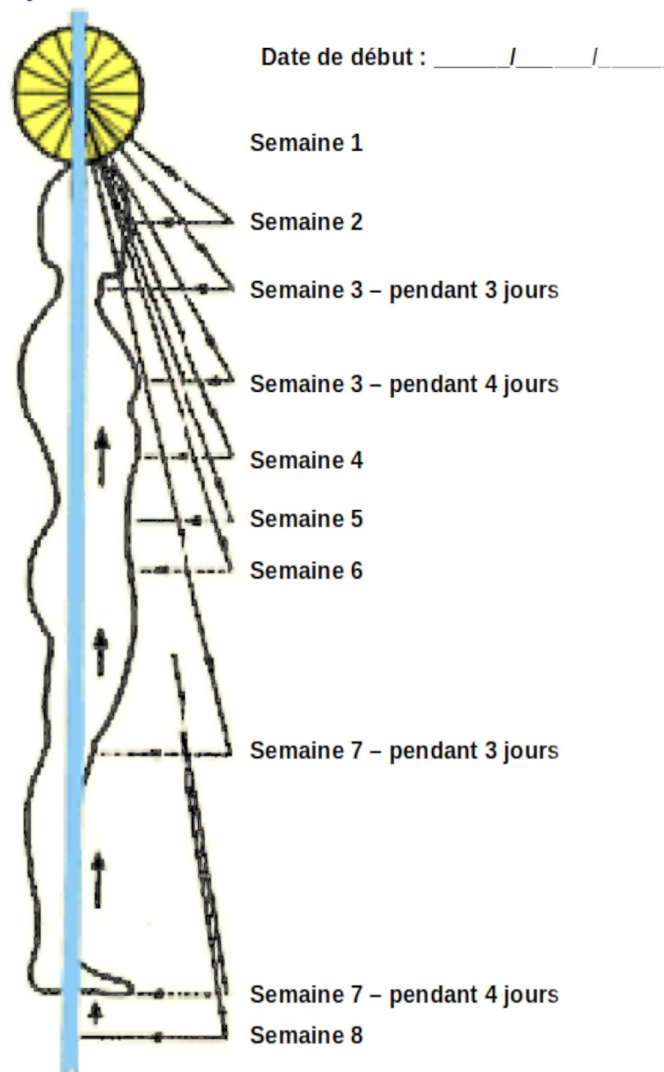 Date de début : ______/______/______
Semaine 1
Semaine 2
Semaine 3 – pendant 3 jours
Semaine 3 – pendant 4 jours
Semaine 4
Semaine 5
Semaine 6
Semaine 7 – pendant 3 jours
Semaine 7 – pendant 4 jours
Semaine 8